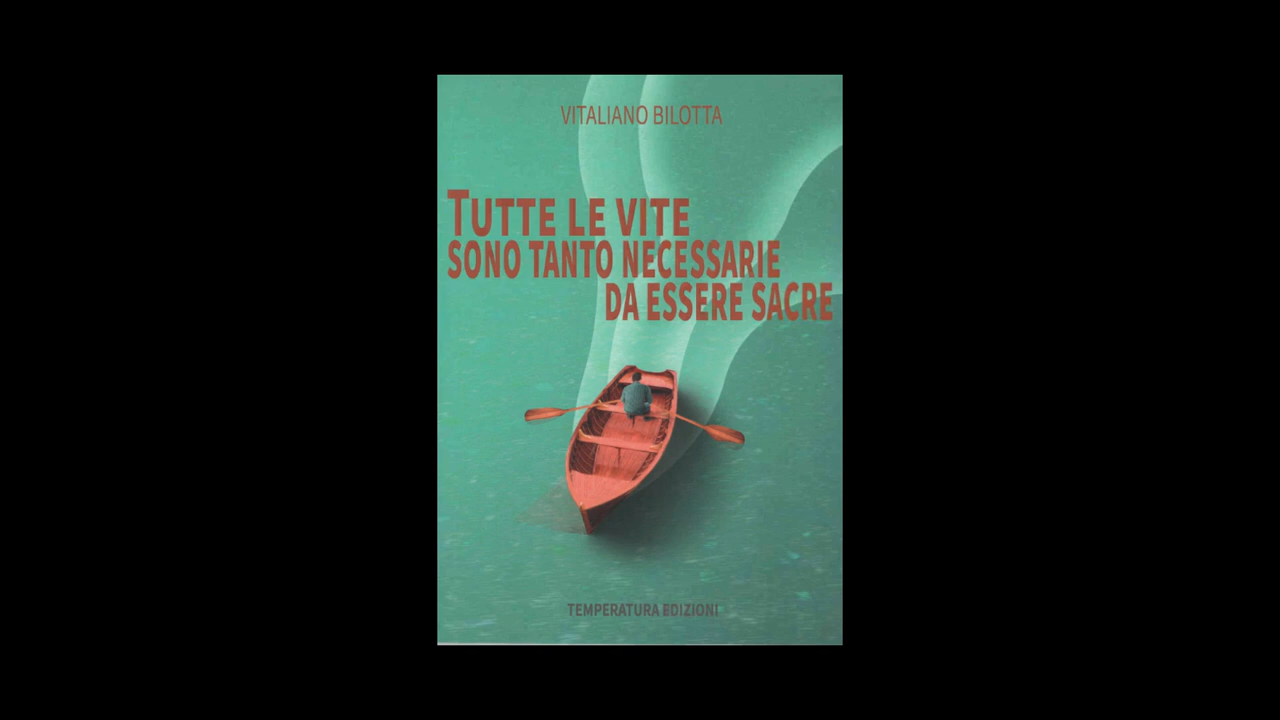 VITALIANO BILOTTA
TUTTE LE VITE
SONO TANTO NECESSARIE
DA ESSERE SACRE
TEMPERATURA EDIZIONI